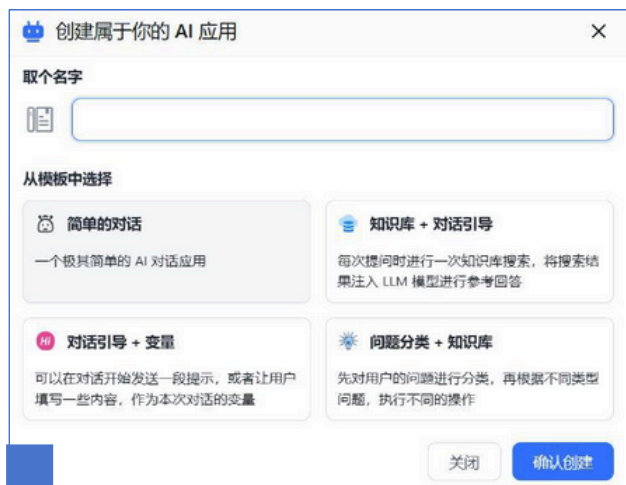 创建属于你的 AI 应用
取个名字
从模板中选择
简单的对话
一个极其简单的 AI 对话应用
知识库 + 对话引导
每次提问时进行一次知识库搜索，将搜索结
果注入 LLM 模型进行参考回答
Hi 对话引导 + 变量
可以在对话开始发送一段提示，或者让用户
填写一些内容，作为本次对话的变量
问题分类 + 知识库
先对用户的问题进行分类，再根据不同类型
问题，执行不同的操作
关闭
确认创建